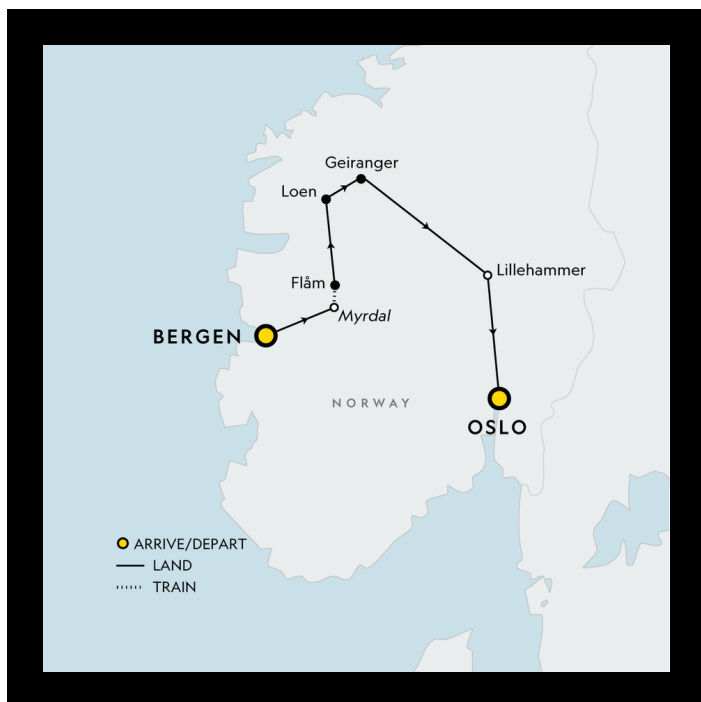 Geiranger
Loen
Lillehammer
Flåm
Myrdal
BERGEN
NORWAY
OSLO
ARRIVE/DEPART
LAND
TRAIN